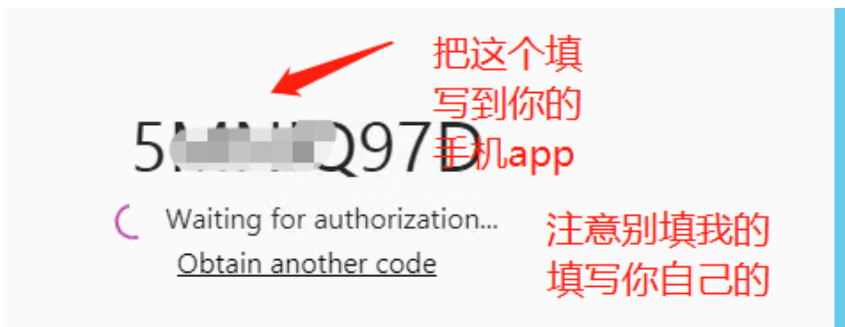 把这个填
写到你的
手机app
5
Q97D
Waiting for authorization...
Obtain another code
注意别填我的
填写你自己的